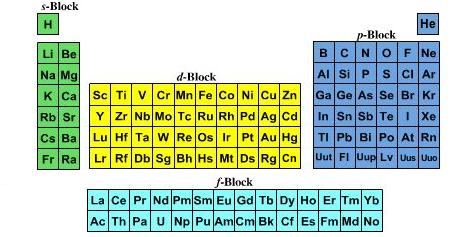 s-Block
H He
p-Block
Li Be B C N O F Ne
d-Block
Na Mg Al Si P S Cl Ar
K Ca Sc Ti V Cr Mn Fe Co Ni Cu Zn Ga Ge As Se Br Kr
Rb Sr Y Zr Nb Mo Tc Ru Rh Pd Ag Cd In Sn Sb Te I Xe
Cs Ba Lu Hf Ta W Re Os Ir Pt Au Hg Tl Pb Bi Po At Rn
Fr Ra Lr Rf Db Sg Bh Hs Mt Ds Rg Cn Uut Fl Uup Lv Uus Uuo
f-Block
La Ce Pr Nd Pm Sm Eu Gd Tb Dy Ho Er Tm Yb
Ac Th Pa U Np Pu Am Cm Bk Cf Es Fm Md No